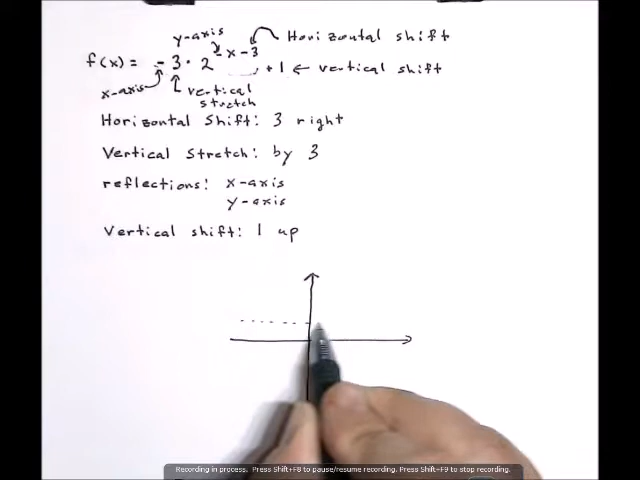 y-axis
Horizontal shift
f(x) = - 3 · 2 -x-3 + 1 ← vertical shift
x-axis
vertical
stretch
Horizontal Shift: 3 right
Vertical Stretch: by 3
reflections: x-axis
y-axis
Vertical shift: 1 up
Recording in process. Press Shift+F8 to pause/resume recording. Press Shift+F9 to stop recording.